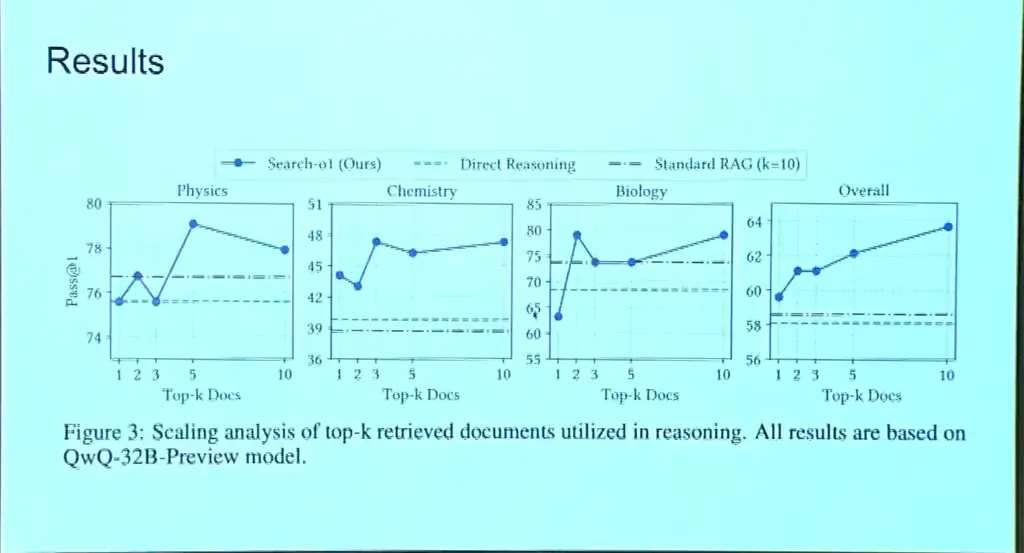 Results
Search-o1 (Ours) Direct Reasoning Standard RAG (k=10)
Physics Chemistry Biology Overall
Pass@1
80
78
76
74
51
48
45
42
39
36
85
80
75
70
65
60
55
64
62
60
58
56
1 2 3 5 10
1 2 3 5 10
1 2 3 5 10
1 2 3 5 10
Top-k Docs Top-k Docs Top-k Docs Top-k Docs
Figure 3: Scaling analysis of top-k retrieved documents utilized in reasoning. All results are based on
QwQ-32B-Preview model.